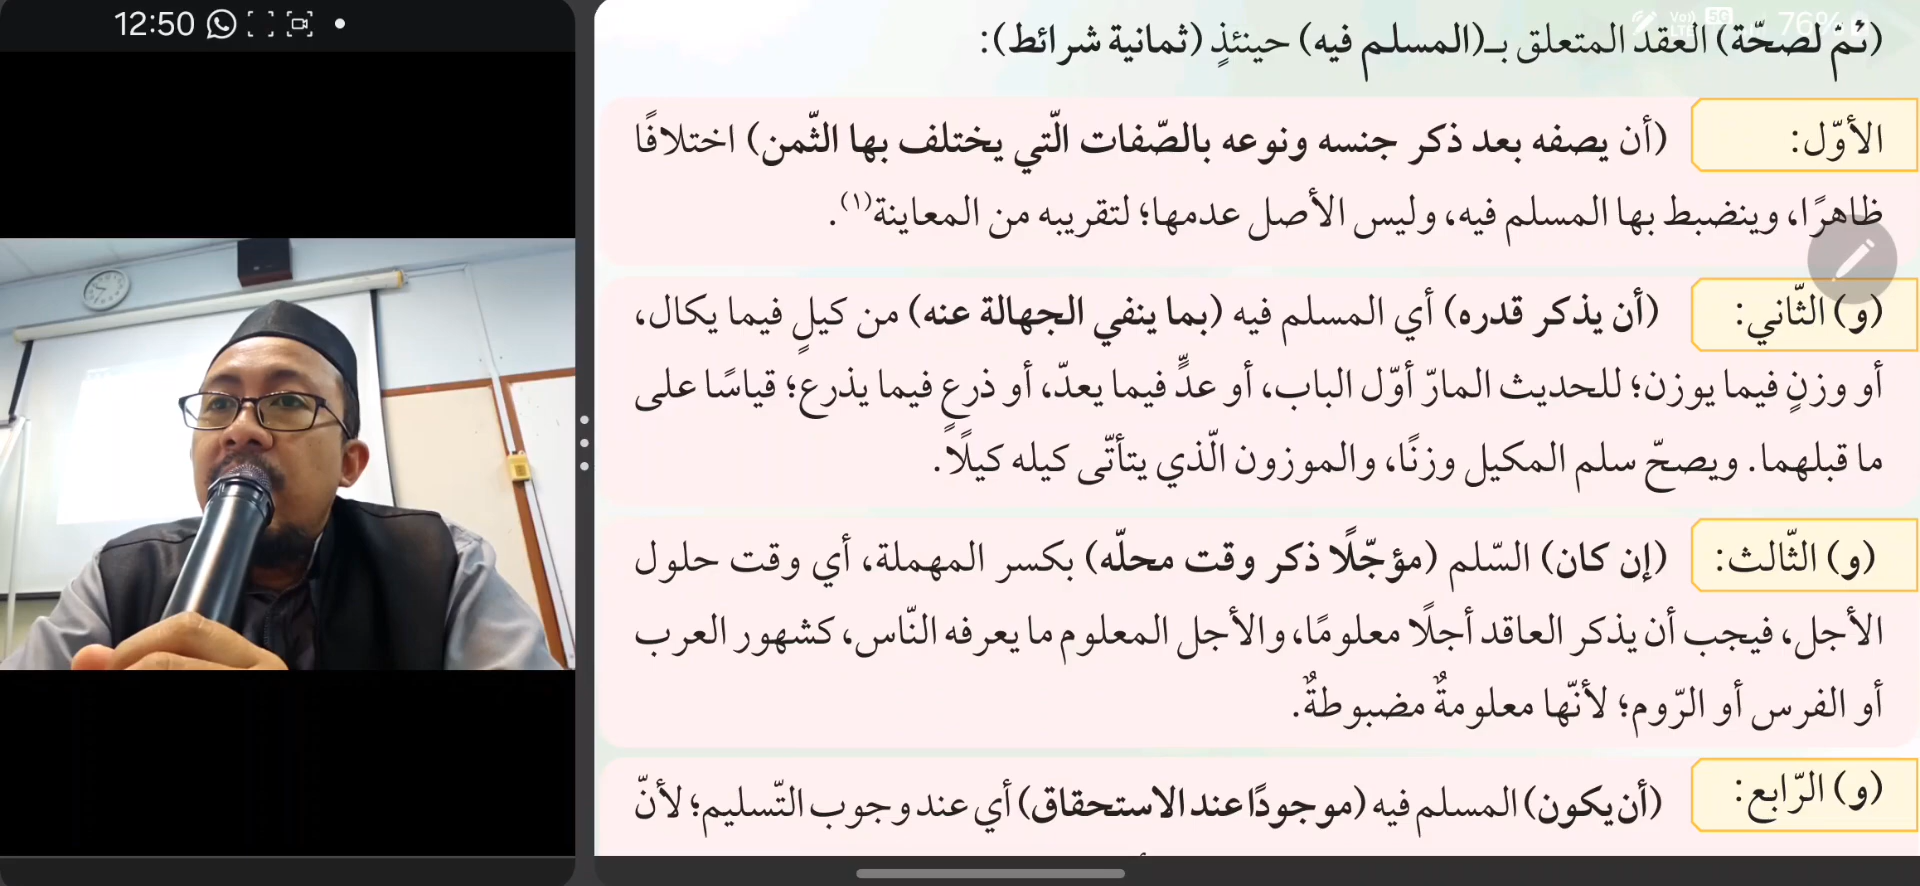 12:50
76%
(ثمّ لصحّة) العقد المتعلق بـ(المسلم فيه) حينئذٍ (ثمانية شرائط):
الأوّل: (أن يصفه بعد ذكر جنسه ونوعه بالصّفات الّتي يختلف بها الثّمن) اختلافًا
ظاهرًا، وينضبط بها المسلم فيه، وليس الأصل عدمها؛ لتقريبه من المعاينة(١).
(و) الثّاني: (أن يذكر قدره) أي المسلم فيه (بما ينفي الجهالة عنه) من كيلٍ فيما يكال،
أو وزنٍ فيما يوزن؛ للحديث المارّ أوّل الباب، أو عدٍّ فيما يعدّ، أو ذرعٍ فيما يذرع؛ قياسًا على
ما قبلهما. ويصحّ سلم المكيل وزنًا، والموزون الّذي يتأتّى كيله كيلًا.
(و) الثّالث: (إن كان) السّلم (مؤجّلًا ذكر وقت محلّه) بكسر المهملة، أي وقت حلول
الأجل، فيجب أن يذكر العاقد أجلًا معلومًا، والأجل المعلوم ما يعرفه النّاس، كشهور العرب
أو الفرس أو الرّوم؛ لأنّها معلومةٌ مضبوطةٌ.
(و) الرّابع: (أن يكون) المسلم فيه (موجودًا عند الاستحقاق) أي عند وجوب التّسليم؛ لأنّ